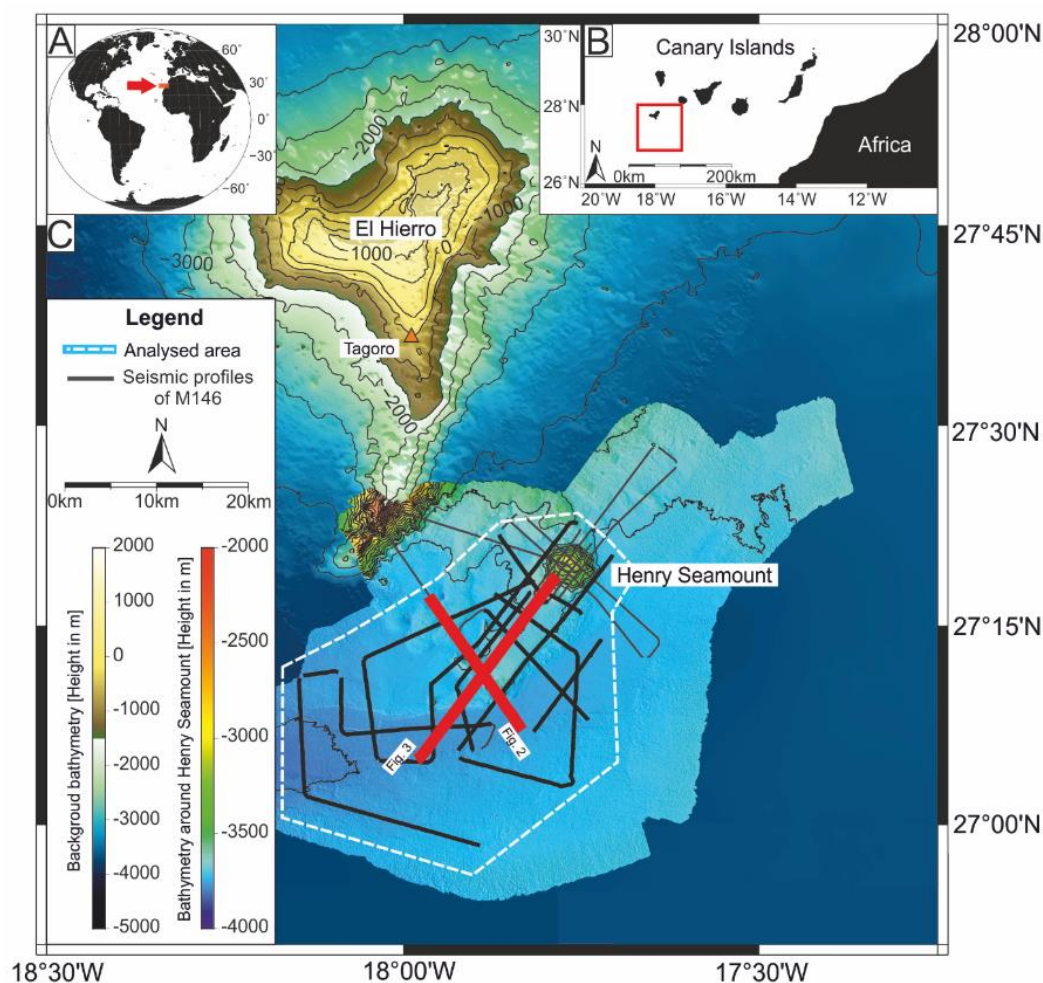 A
60°
30°
0°
−30°
−60°
B
Canary Islands
Africa
30°N
28°N
26°N
20°W
18°W
16°W
14°W
12°W
0km
200km
28°00'N
27°45'N
27°30'N
27°15'N
27°00'N
C
El Hierro
−2000
−1000
0
1000
−3000
Tagoro
−2000
Henry Seamount
Fig. 3
Fig. 2
Legend
Analysed area
Seismic profiles
of M146
N
0km
10km
20km
Backgroud bathymetry [Height in m]
2000
1000
0
-1000
-2000
-3000
-4000
-5000
Bathymetry around Henry Seamount [Height in m]
-2000
-2500
-3000
-3500
-4000
18°30'W
18°00'W
17°30'W